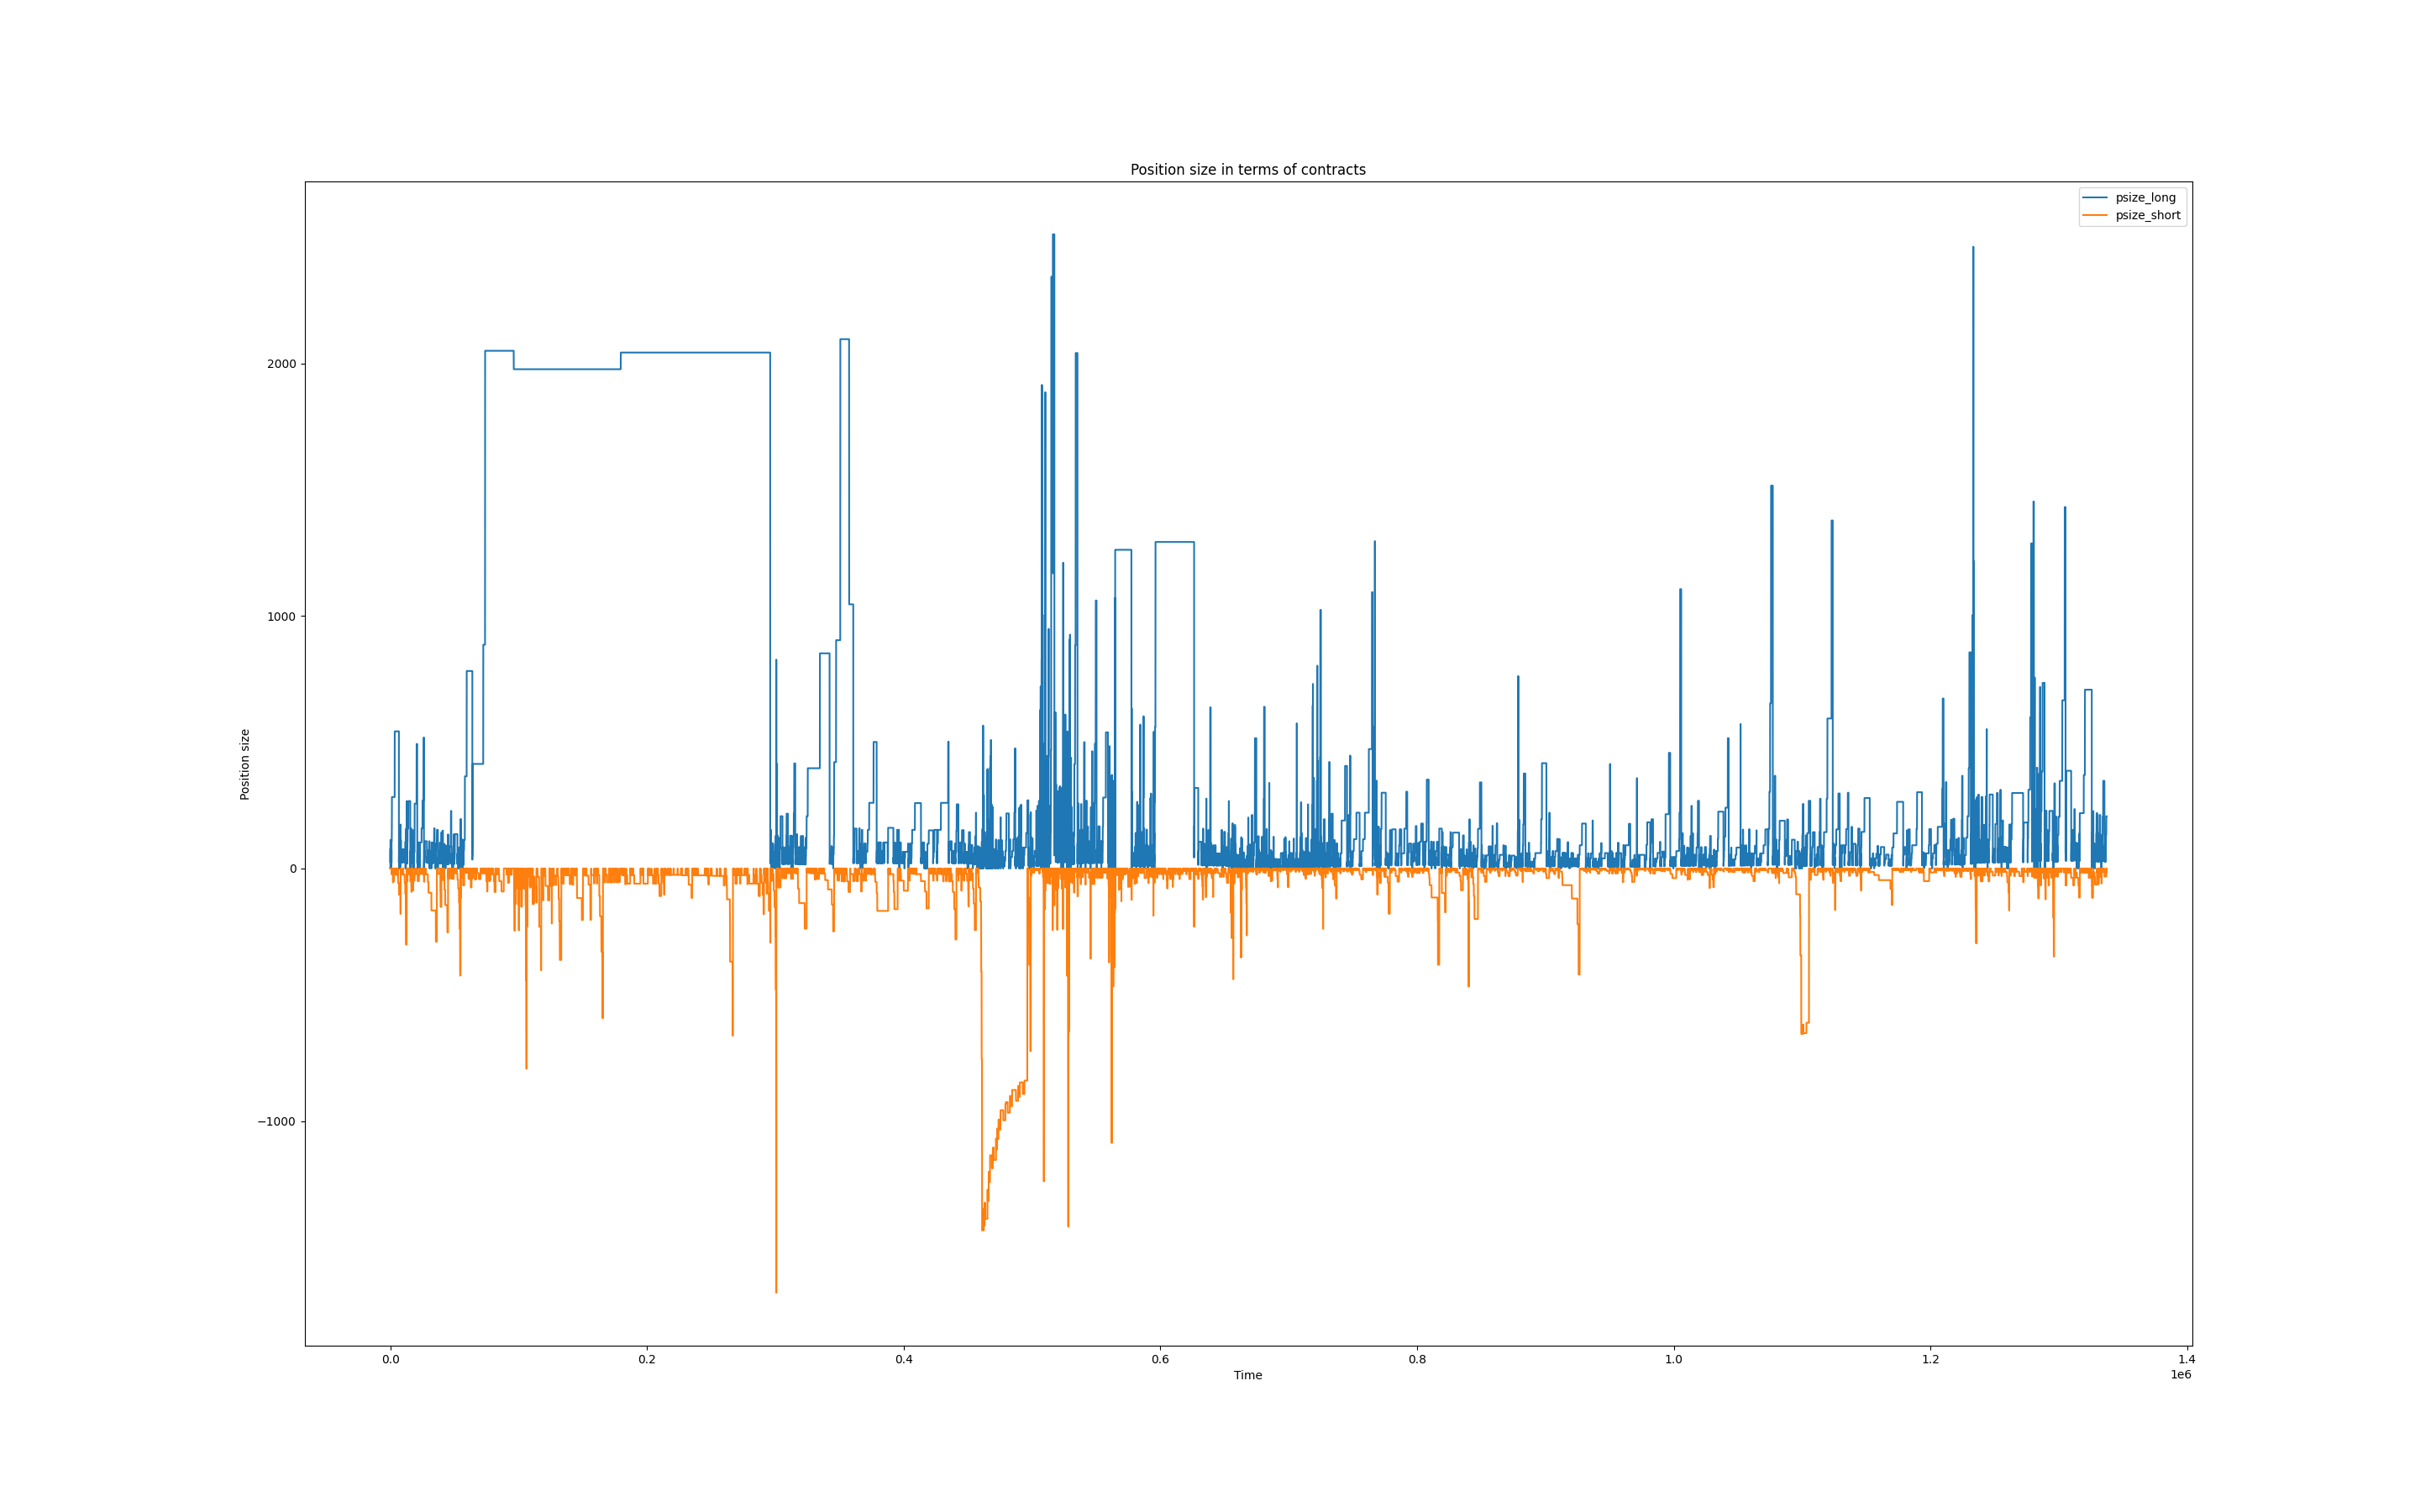 Position size in terms of contracts
psize_long
psize_short
Position size
2000
1000
0
−1000
0.0
0.2
0.4
0.6
0.8
1.0
1.2
1.4
1e6
Time